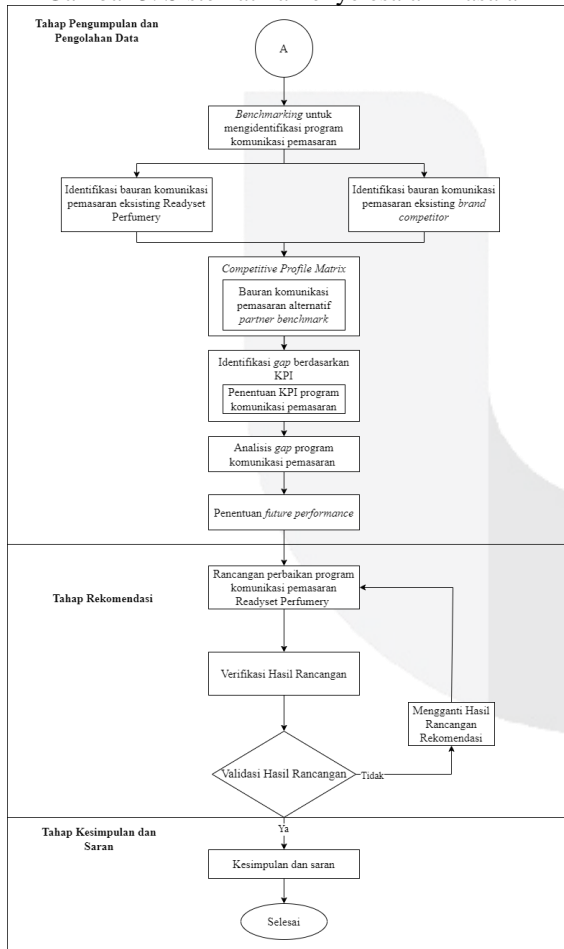 Tahap Pengumpulan dan
Pengolahan Data
A
Benchmarking untuk
mengidentifikasi program
komunikasi pemasaran
Identifikasi bauran komunikasi
pemasaran eksisting Readyset
Perfumery
Identifikasi bauran komunikasi
pemasaran eksisting brand
competitor
Competitive Profile Matrix
Bauran komunikasi
pemasaran alternatif
partner benchmark
Identifikasi gap berdasarkan
KPI
Penentuan KPI program
komunikasi pemasaran
Analisis gap program
komunikasi pemasaran
Penentuan future performance
Tahap Rekomendasi
Rancangan perbaikan program
komunikasi pemasaran
Readyset Perfumery
Verifikasi Hasil Rancangan
Mengganti Hasil
Rancangan
Rekomendasi
Validasi Hasil Rancangan
Tidak
Ya
Tahap Kesimpulan dan
Saran
Kesimpulan dan saran
Selesai